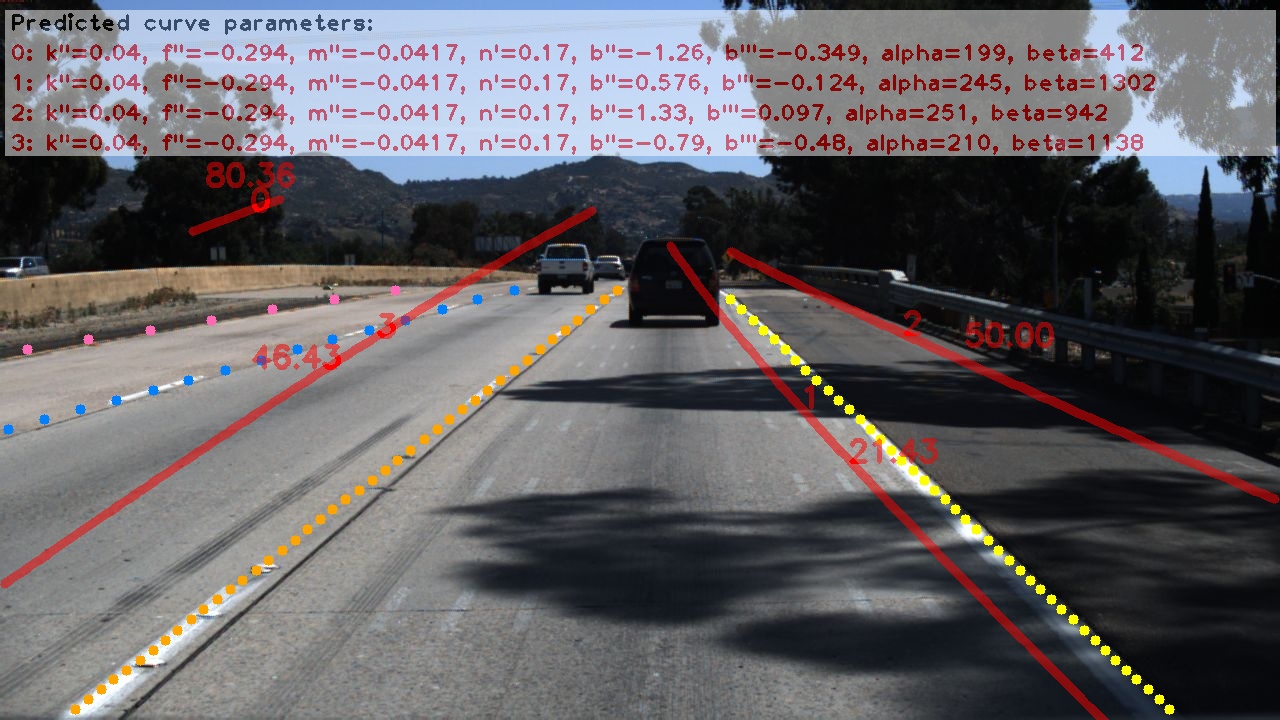 Predicted curve parameters:
0: k"=0.04, f"=-0.294, m"=-0.0417, n'=0.17, b"=-1.26, b'"=-0.349, alpha=199, beta=412
1: k"=0.04, f"=-0.294, m"=-0.0417, n'=0.17, b"=0.576, b'"=-0.124, alpha=245, beta=1302
2: k"=0.04, f"=-0.294, m"=-0.0417, n'=0.17, b"=1.33, b'"=0.097, alpha=251, beta=942
3: k"=0.04, f"=-0.294, m"=-0.0417, n'=0.17, b"=-0.79, b'"=-0.48, alpha=210, beta=1138
80.36
0
3
2
50.00
46.43
1
21.43